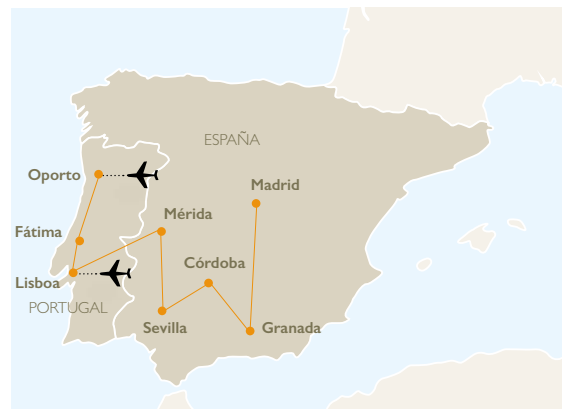 ESPAÑA
Oporto
Madrid
Mérida
Fátima
Córdoba
Lisboa
PORTUGAL
Sevilla
Granada